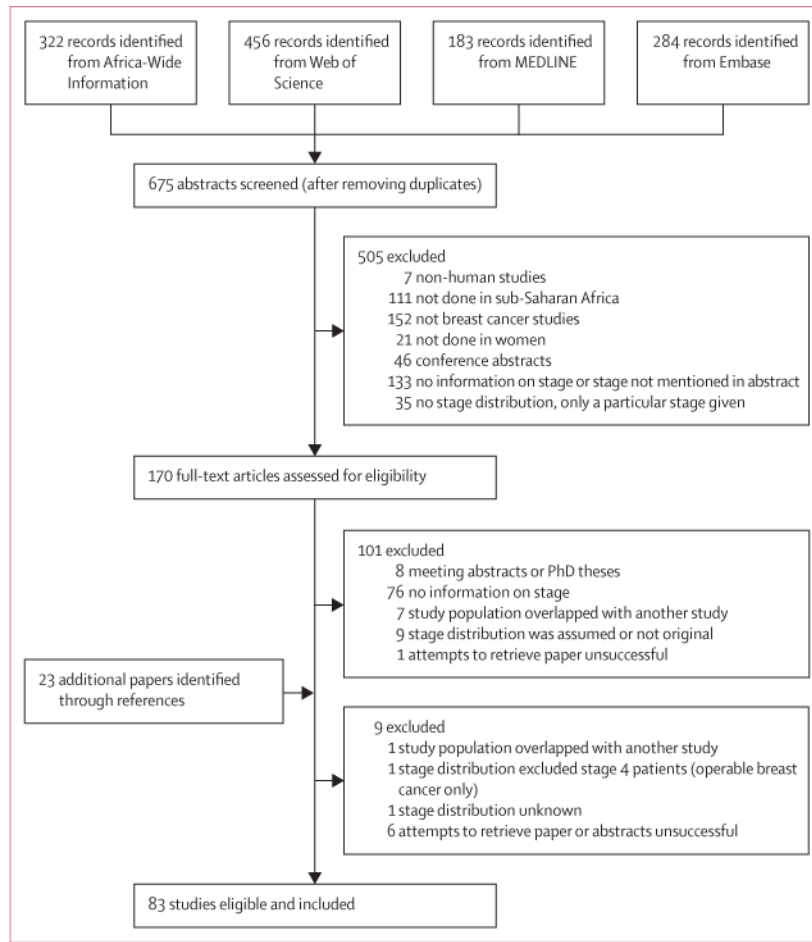 322 records identified
from Africa-Wide
Information
456 records identified
from Web of
Science
183 records identified
from MEDLINE
284 records identified
from Embase
675 abstracts screened (after removing duplicates)
505 excluded
7 non-human studies
111 not done in sub-Saharan Africa
152 not breast cancer studies
21 not done in women
46 conference abstracts
133 no information on stage or stage not mentioned in abstract
35 no stage distribution, only a particular stage given
170 full-text articles assessed for eligibility
101 excluded
8 meeting abstracts or PhD theses
76 no information on stage
7 study population overlapped with another study
9 stage distribution was assumed or not original
1 attempts to retrieve paper unsuccessful
23 additional papers identified
through references
9 excluded
1 study population overlapped with another study
1 stage distribution excluded stage 4 patients (operable breast
cancer only)
1 stage distribution unknown
6 attempts to retrieve paper or abstracts unsuccessful
83 studies eligible and included